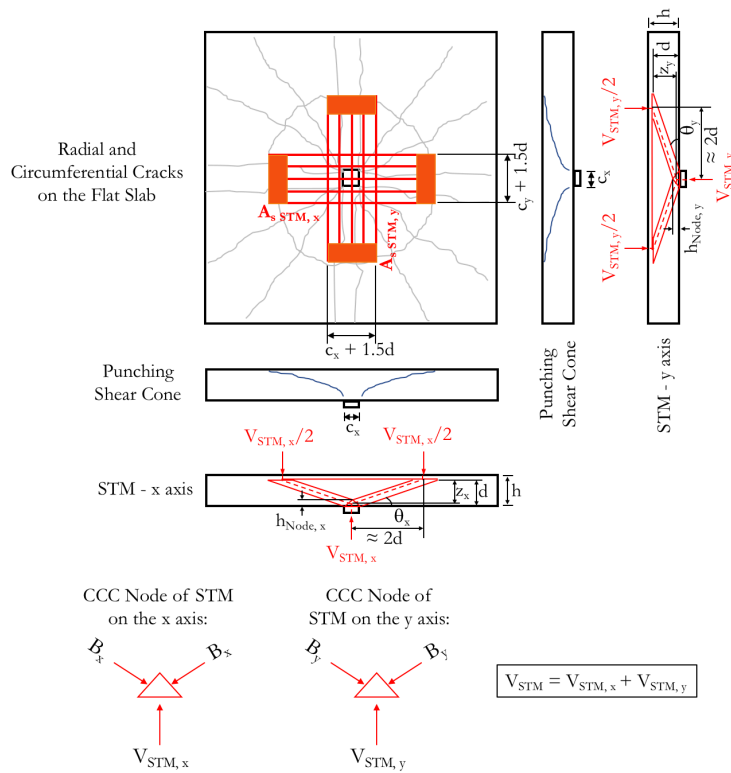 Radial and
Circumferential Cracks
on the Flat Slab
A_s STM, x
A_s STM, y
c_y + 1.5d
c_x + 1.5d
Punching
Shear Cone
c_x
Punching
Shear Cone
c_x
h
d
z_y
V_STM, y/2
θ_y
≈ 2d
V_STM, y
V_STM, y/2
h_Node, y
STM - y axis
V_STM, x/2
V_STM, x/2
STM - x axis
z_x
d
h
h_Node, x
θ_x
≈ 2d
V_STM, x
CCC Node of STM
on the x axis:
CCC Node of
STM on the y axis:
B_x
B_x
B_y
B_y
V_STM, x
V_STM, y
V_STM = V_STM, x + V_STM, y